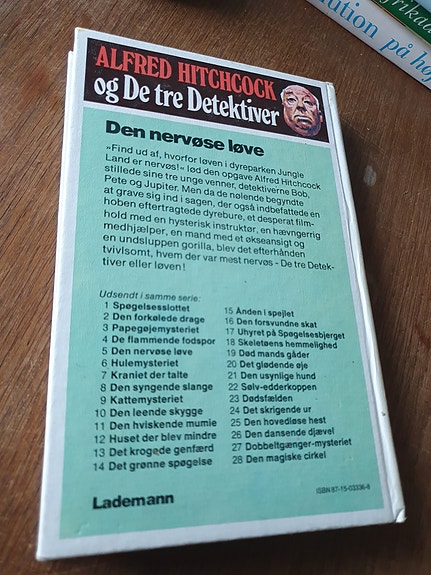 ution på høj
ALFRED HITCHCOCK
og De tre Detektiver
Den nervøse løve
»Find ud af, hvorfor løven i dyreparken Jungle
Land er nervøs!« lød den opgave Alfred Hitchcock
stillede sine tre unge venner, detektiverne Bob,
Pete og Jupiter. Men da de nølende begyndte
at grave sig ind i sagen, der også indbefattede en
hoben eftertragtede dyrebure, et desperat film-
hold med en hysterisk instruktør, en hævngerrig
medhjælper, en mand med et økseansigt og
en undsluppen gorilla, blev det efterhånden
tvivlsomt, hvem der var mest nervøs - De tre Detek-
tiver eller løven!
Udsendt i samme serie:
1 Spøgelsesslottet
2 Den forkølede drage
3 Papegøjemysteriet
4 De flammende fodspor
5 Den nervøse løve
6 Hulemysteriet
7 Kraniet der talte
8 Den syngende slange
9 Kattemysteriet
10 Den leende skygge
11 Den hviskende mumie
12 Huset der blev mindre
13 Det krogede genfærd
14 Det grønne spøgelse
15 Ånden i spejlet
16 Den forsvundne skat
17 Uhyret på Spøgelsesbjerget
18 Skeletøens hemmelighed
19 Død mands gåder
20 Det glødende øje
21 Den usynlige hund
22 Sølv-edderkoppen
23 Dødsfælden
24 Det skrigende ur
25 Den hovedløse hest
26 Den dansende djævel
27 Dobbeltgænger-mysteriet
28 Den magiske cirkel
Lademann
ISBN 87-15-03336-8